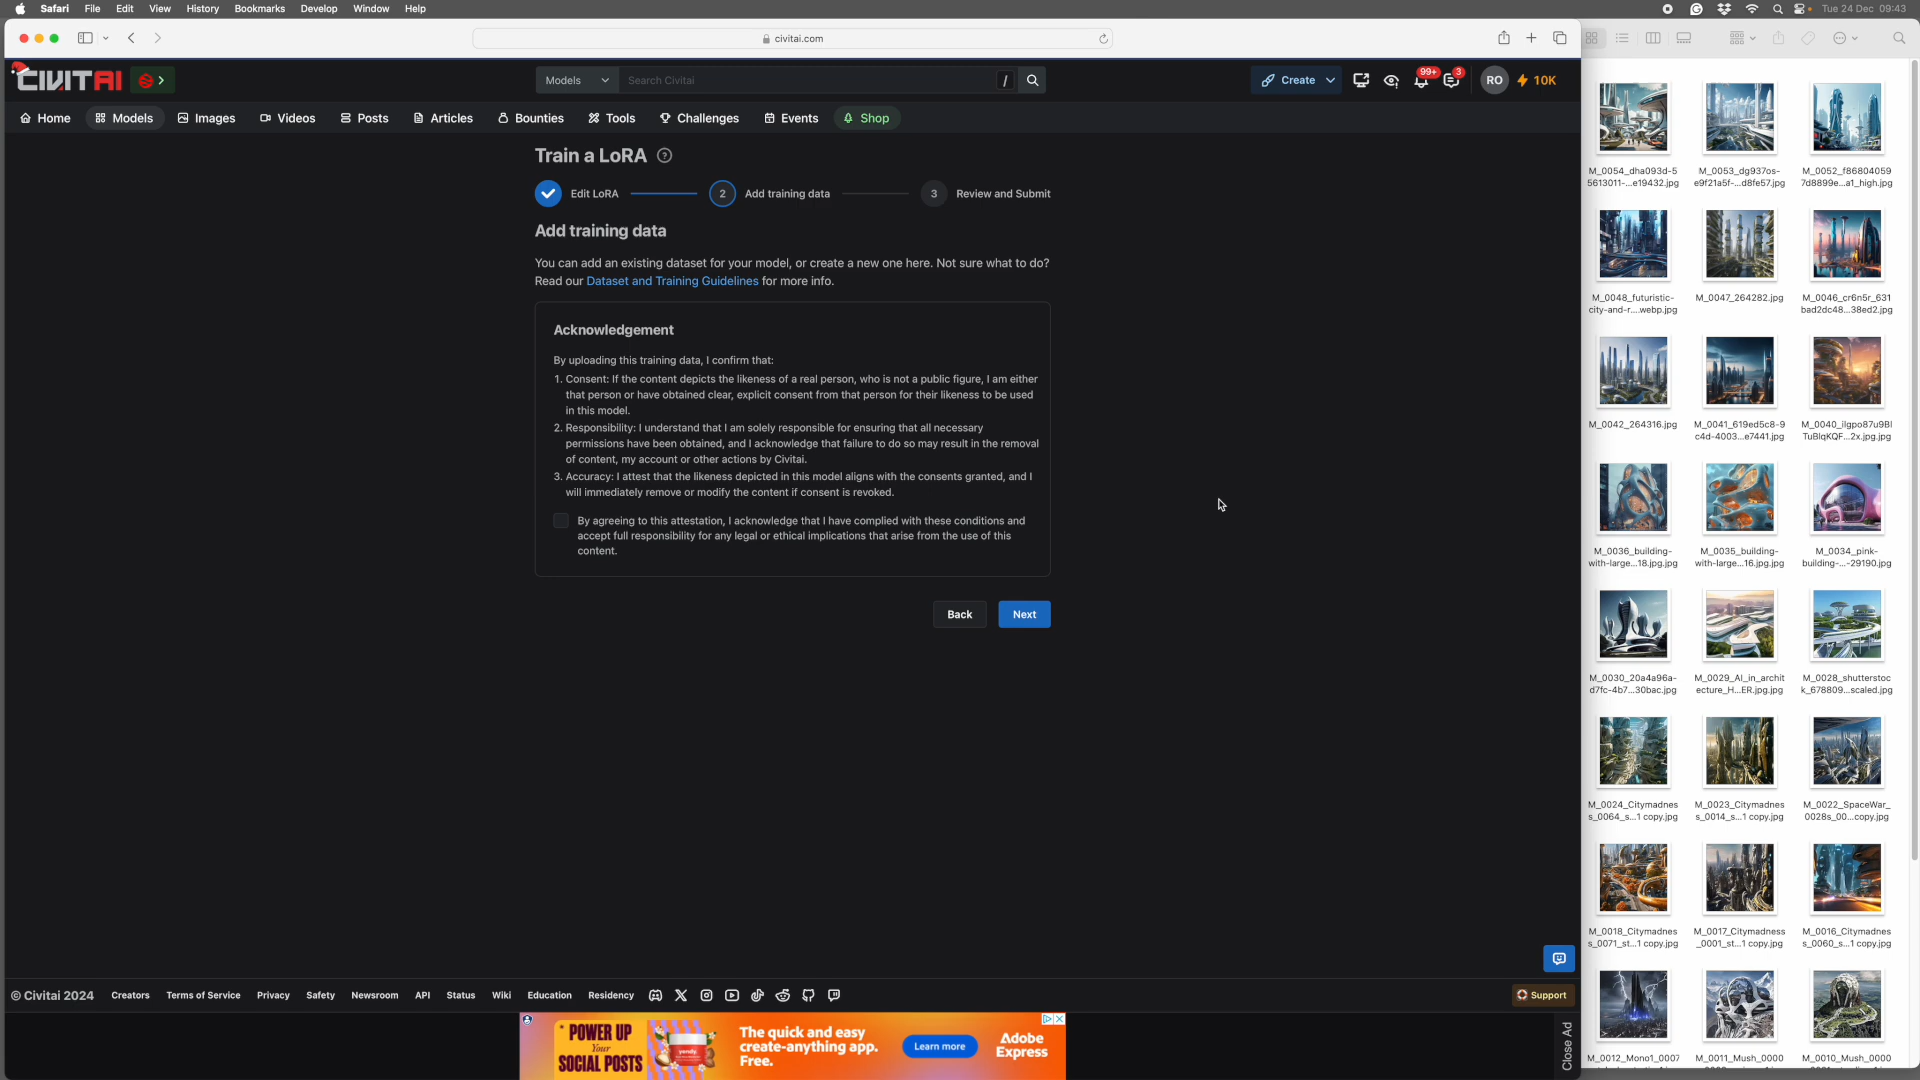 Safari File Edit View History Bookmarks Develop Window Help
Tue 24 Dec 09:43
civitai.com
CIVITAI
Models
Search Civitai
/
Create
99+
3
RO
10K
Home
Models
Images
Videos
Posts
Articles
Bounties
Tools
Challenges
Events
Shop
Train a LoRA
Edit LoRA
2
Add training data
3
Review and Submit
Add training data
You can add an existing dataset for your model, or create a new one here. Not sure what to do?
Read our Dataset and Training Guidelines for more info.
Acknowledgement
By uploading this training data, I confirm that:
1. Consent: If the content depicts the likeness of a real person, who is not a public figure, I am either
that person or have obtained clear, explicit consent from that person for their likeness to be used
in this model.
2. Responsibility: I understand that I am solely responsible for ensuring that all necessary
permissions have been obtained, and I acknowledge that failure to do so may result in the removal
of content, my account or other actions by Civitai.
3. Accuracy: I attest that the likeness depicted in this model aligns with the consents granted, and I
will immediately remove or modify the content if consent is revoked.
By agreeing to this attestation, I acknowledge that I have complied with these conditions and
accept full responsibility for any legal or ethical implications that arise from the use of this
content.
Back
Next
© Civitai 2024
Creators
Terms of Service
Privacy
Safety
Newsroom
API
Status
Wiki
Education
Residency
Support
POWER UP
Your
SOCIAL POSTS
The quick and easy
create-anything app.
Free.
Learn more
Adobe
Express
Close Ad
M_0054_dha093d-5
5613011-...e19432.jpg
M_0053_dg937os-
e9f21a5f-...d8fe57.jpg
M_0052_f86804059
7d8899e...a1_high.jpg
M_0048_futuristic-
city-and-r....webp.jpg
M_0047_264282.jpg
M_0046_cr6n5r_631
bad2dc48...38ed2.jpg
M_0042_264316.jpg
M_0041_619ed5c8-9
c4d-4003...e7441.jpg
M_0040_ilgpo87u9BI
TuBlqKQF...2x.jpg.jpg
M_0036_building-
with-large...18.jpg.jpg
M_0035_building-
with-large...16.jpg.jpg
M_0034_pink-
building-...-29190.jpg
M_0030_20a4a96a-
d7fc-4b7...30bac.jpg
M_0029_AI_in_archit
ecture_H...ER.jpg.jpg
M_0028_shutterstoc
k_678809...scaled.jpg
M_0024_Citymadnes
s_0064_s...1 copy.jpg
M_0023_Citymadnes
s_0014_s...1 copy.jpg
M_0022_SpaceWar_
0028s_00...copy.jpg
M_0018_Citymadnes
s_0071_st...1 copy.jpg
M_0017_Citymadness
_0001_st...1 copy.jpg
M_0016_Citymadnes
s_0060_s...1 copy.jpg
M_0012_Mono1_0007
M_0011_Mush_0000
M_0010_Mush_0000